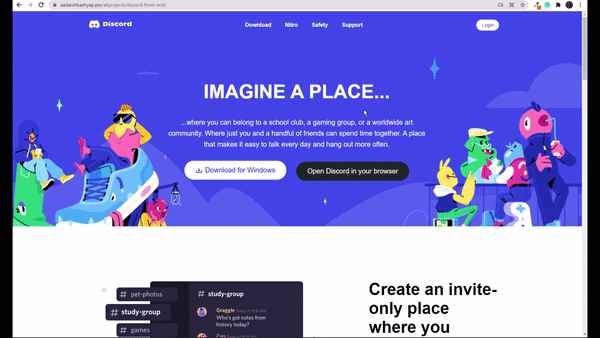 aadarshkashyap.pw/akprojects/discord-front-end/
Discord
Download Nitro Safety Support
Login
IMAGINE A PLACE...
...where you can belong to a school club, a gaming group, or a worldwide art
community. Where just you and a handful of friends can spend time together. A place
that makes it easy to talk every day and hang out more often.
Download for Windows
Open Discord in your browser
# pet-photos
# study-group
# games
# study-group
Graggle Today at 9:18 AM
Who's got notes from
history today?
Create an invite-
only place
where you